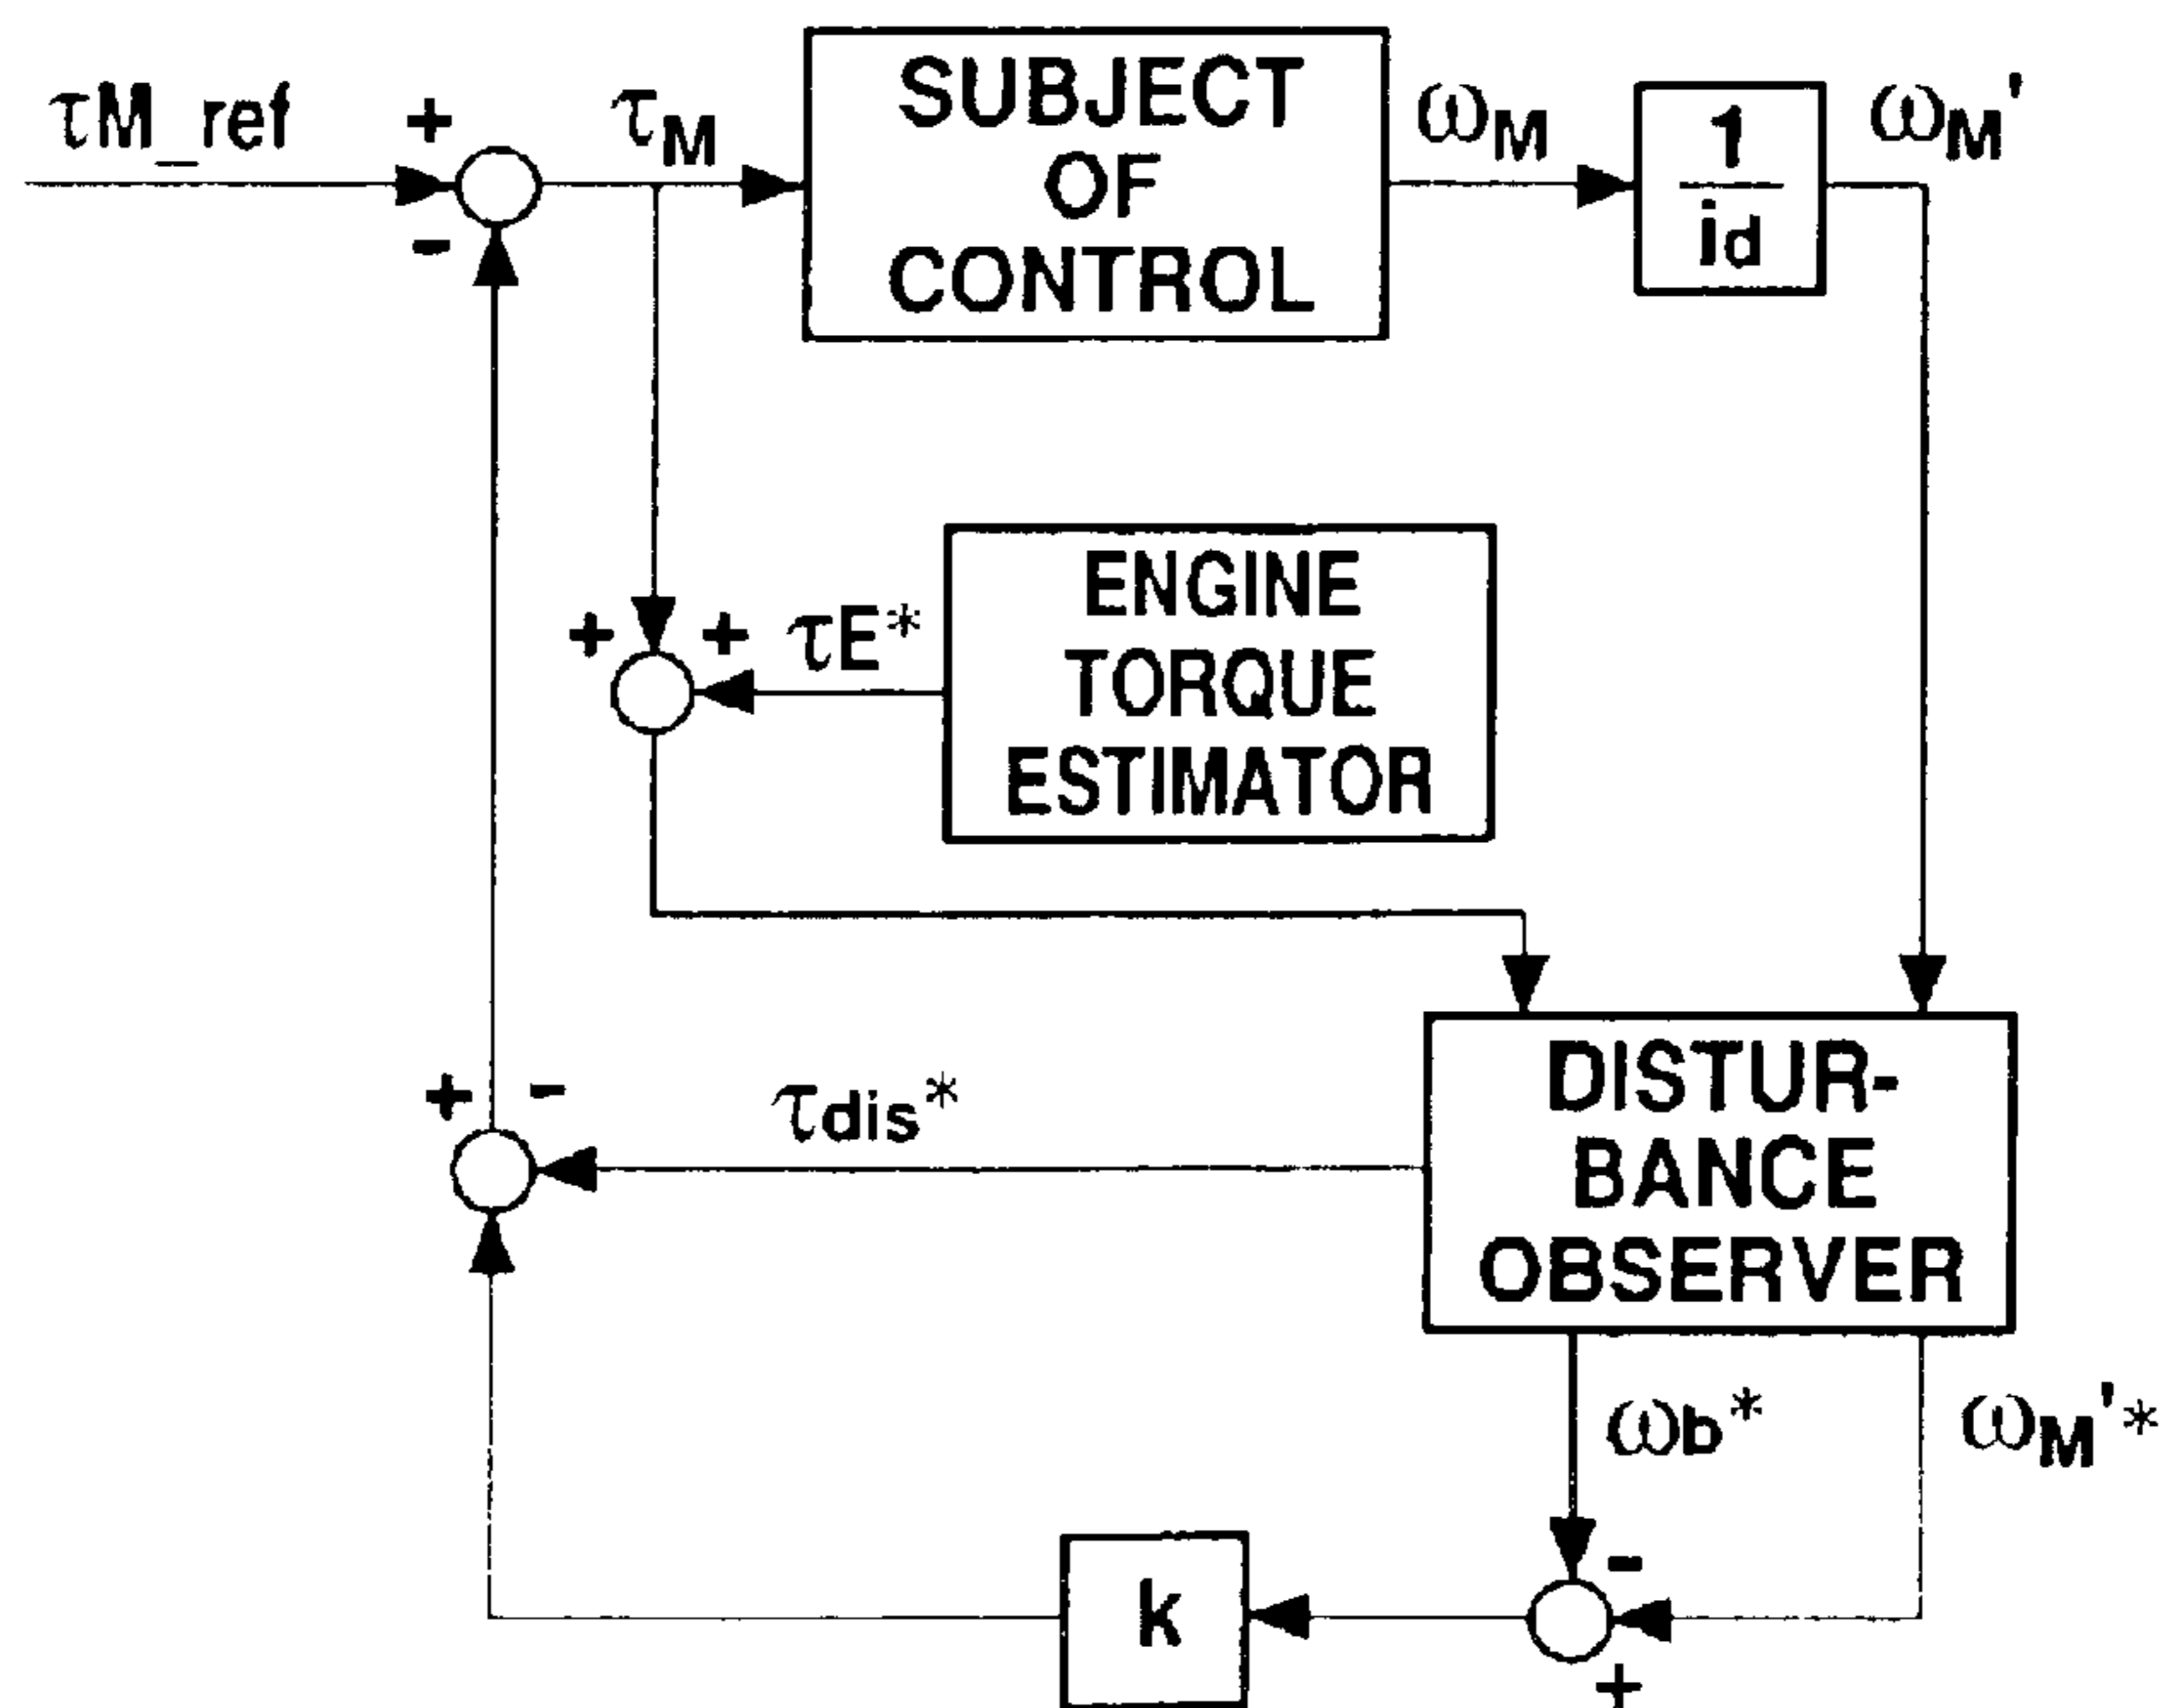 τM_ref
+
-
τM
SUBJECT
OF
CONTROL
ωM
1
id
ωM'
+
+
τE*
ENGINE
TORQUE
ESTIMATOR
+
-
τdis*
DISTUR-
BANCE
OBSERVER
ωb*
ωM'*
-
+
k